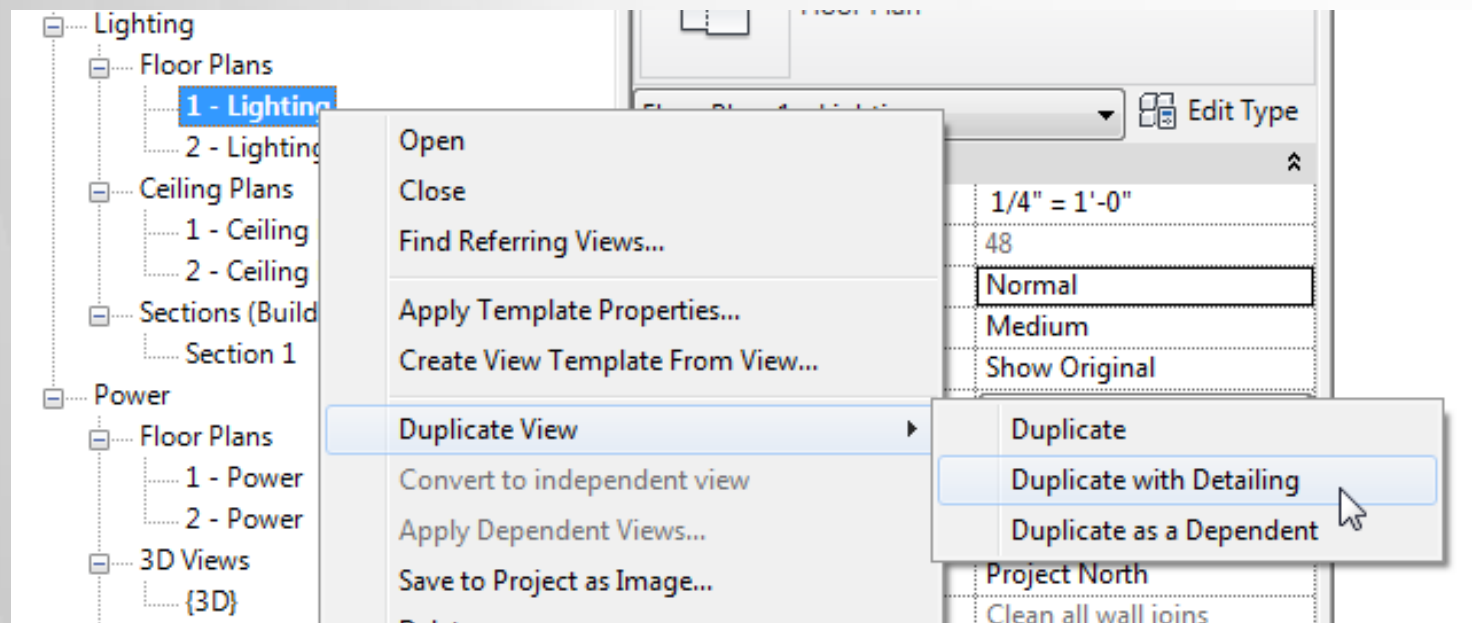 Lighting
Floor Plans
1 - Lighting
2 - Lighting
Ceiling Plans
1 - Ceiling
2 - Ceiling
Sections (Build
Section 1
Power
Floor Plans
1 - Power
2 - Power
3D Views
{3D}
Open
Close
Find Referring Views...
Apply Template Properties...
Create View Template From View...
Duplicate View
Convert to independent view
Apply Dependent Views...
Save to Project as Image...
Duplicate
Duplicate with Detailing
Duplicate as a Dependent
Floor Plan
Edit Type
1/4" = 1'-0"
48
Normal
Medium
Show Original
Project North
Clean all wall joins